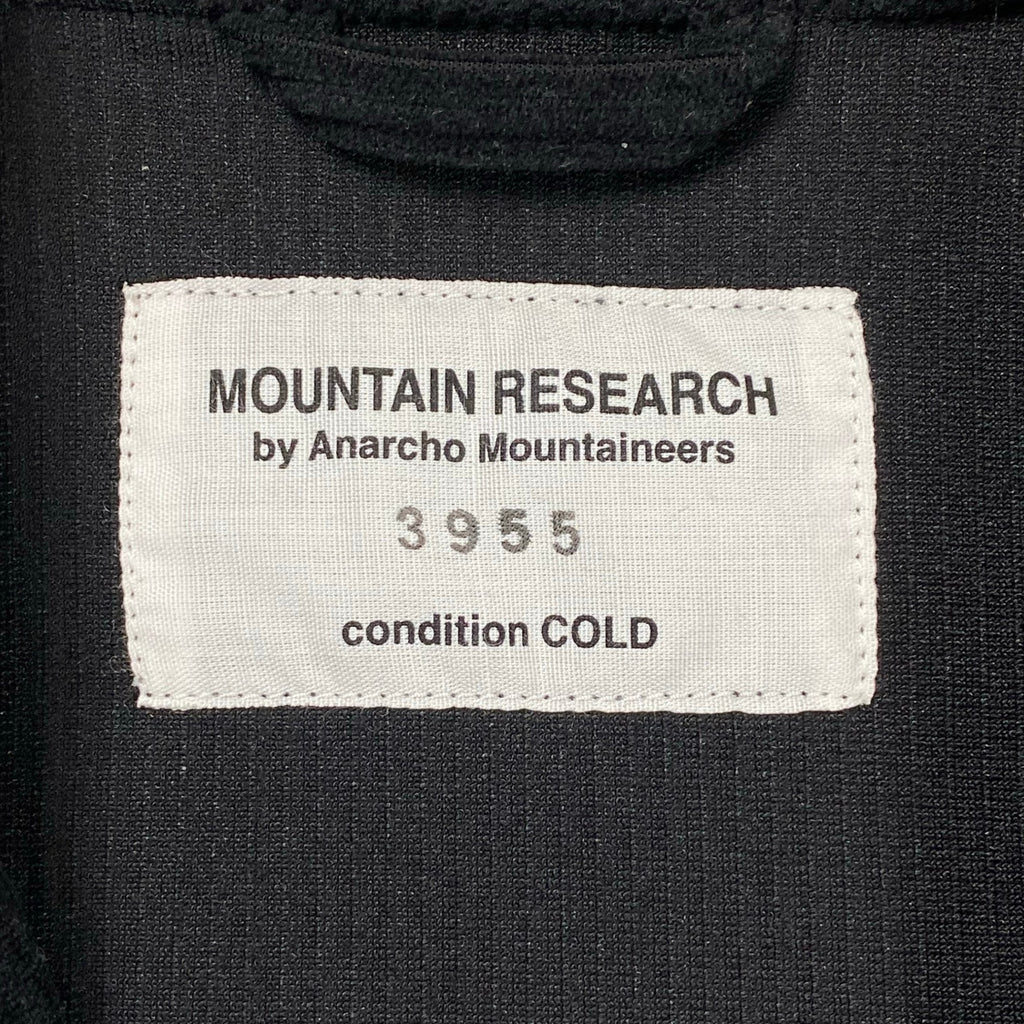 MOUNTAIN RESEARCH
by Anarcho Mountaineers
3955
condition COLD